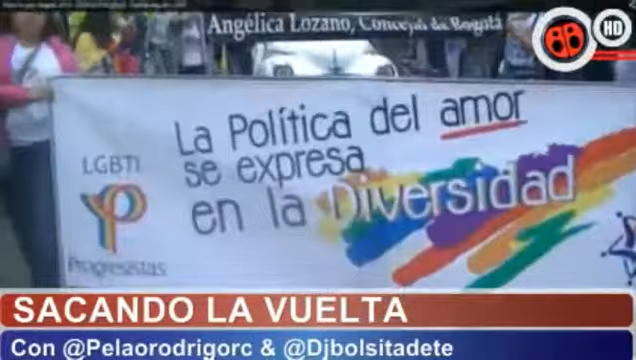 Angélica Lozano, Concejal de Bogotá
HD
La Política del amor
se expresa
en la Diversidad
LGBTI
Progresistas
SACANDO LA VUELTA
Con @Pelaorodrigorc & @Djbolsitadete